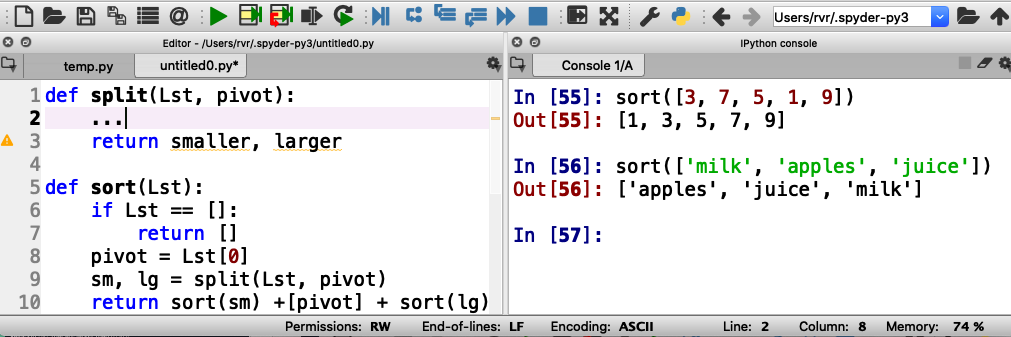 Users/rvr/.spyder-py3
Editor - /Users/rvr/.spyder-py3/untitled0.py
IPython console
temp.py
untitled0.py*
Console 1/A
1 def split(Lst, pivot):
2     ...
3     return smaller, larger
4
5 def sort(Lst):
6     if Lst == []:
7         return []
8     pivot = Lst[0]
9     sm, lg = split(Lst, pivot)
10     return sort(sm) +[pivot] + sort(lg)
In [55]: sort([3, 7, 5, 1, 9])
Out[55]: [1, 3, 5, 7, 9]
In [56]: sort(['milk', 'apples', 'juice'])
Out[56]: ['apples', 'juice', 'milk']
In [57]:
Permissions: RW End-of-lines: LF Encoding: ASCII Line: 2 Column: 8 Memory: 74 %